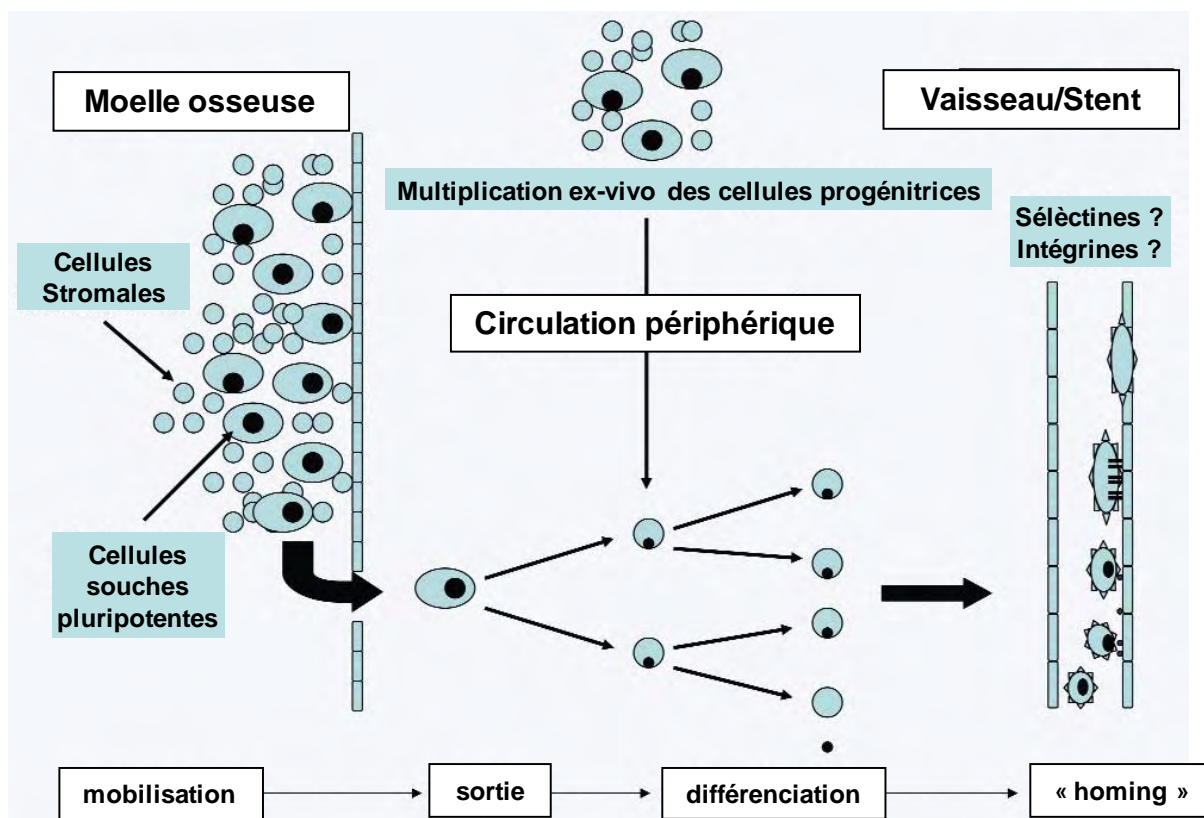 Moelle osseuse
Vaisseau/Stent
Multiplication ex-vivo des cellules progénitrices
Sélèctines ?
Intégrines ?
Cellules
Stromales
Circulation périphérique
Cellules
souches
pluripotentes
mobilisation
sortie
différenciation
« homing »